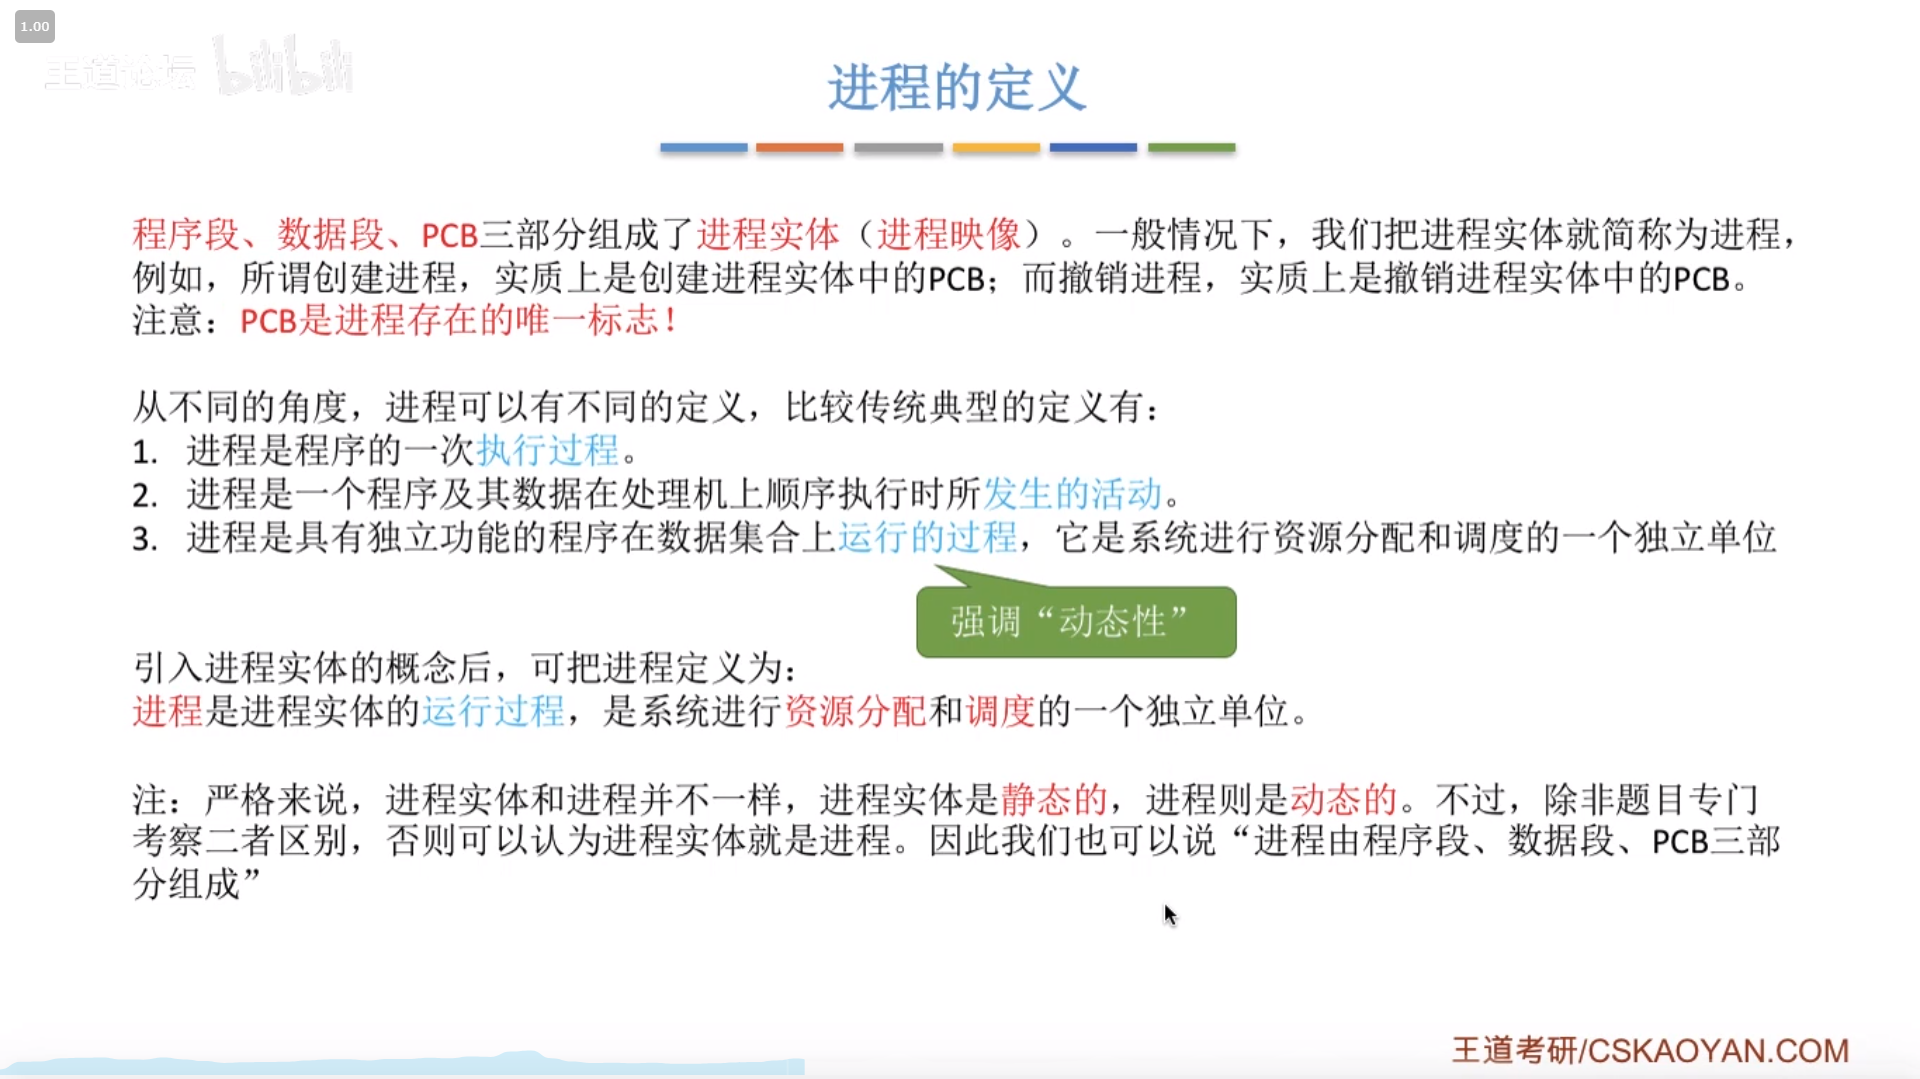 1.00
王道论坛 bilibili
进程的定义
程序段、数据段、PCB三部分组成了进程实体（进程映像）。一般情况下，我们把进程实体就简称为进程，
例如，所谓创建进程，实质上是创建进程实体中的PCB；而撤销进程，实质上是撤销进程实体中的PCB。
注意：PCB是进程存在的唯一标志！
从不同的角度，进程可以有不同的定义，比较传统典型的定义有：
1. 进程是程序的一次执行过程。
2. 进程是一个程序及其数据在处理机上顺序执行时所发生的活动。
3. 进程是具有独立功能的程序在数据集合上运行的过程，它是系统进行资源分配和调度的一个独立单位
强调“动态性”
引入进程实体的概念后，可把进程定义为：
进程是进程实体的运行过程，是系统进行资源分配和调度的一个独立单位。
注：严格来说，进程实体和进程并不一样，进程实体是静态的，进程则是动态的。不过，除非题目专门
考察二者区别，否则可以认为进程实体就是进程。因此我们也可以说“进程由程序段、数据段、PCB三部
分组成”
王道考研/CSKAOYAN.COM